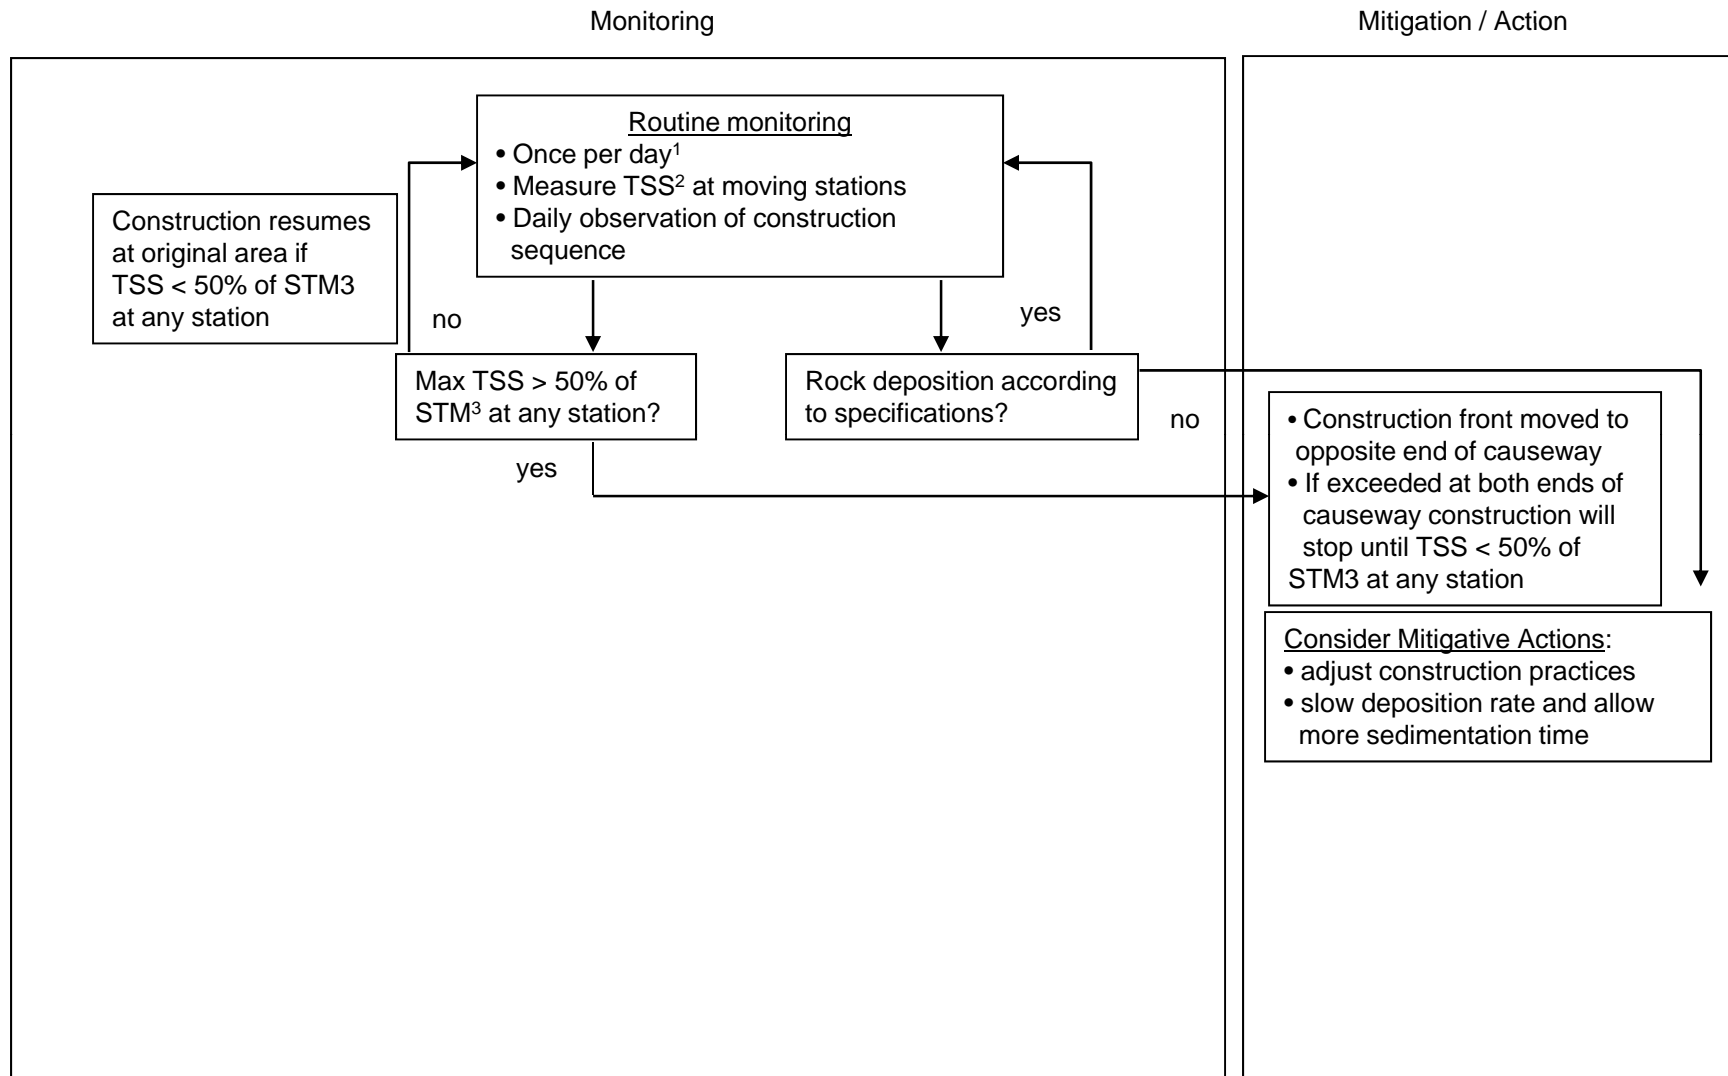 Monitoring
Mitigation / Action
Routine monitoring
• Once per day¹
• Measure TSS² at moving stations
• Daily observation of construction
sequence
Construction resumes
at original area if
TSS < 50% of STM3
at any station
no
yes
Max TSS > 50% of
STM³ at any station?
Rock deposition according
to specifications?
no
yes
• Construction front moved to
opposite end of causeway
• If exceeded at both ends of
causeway construction will
stop until TSS < 50% of
STM3 at any station
Consider Mitigative Actions:
• adjust construction practices
• slow deposition rate and allow
more sedimentation time